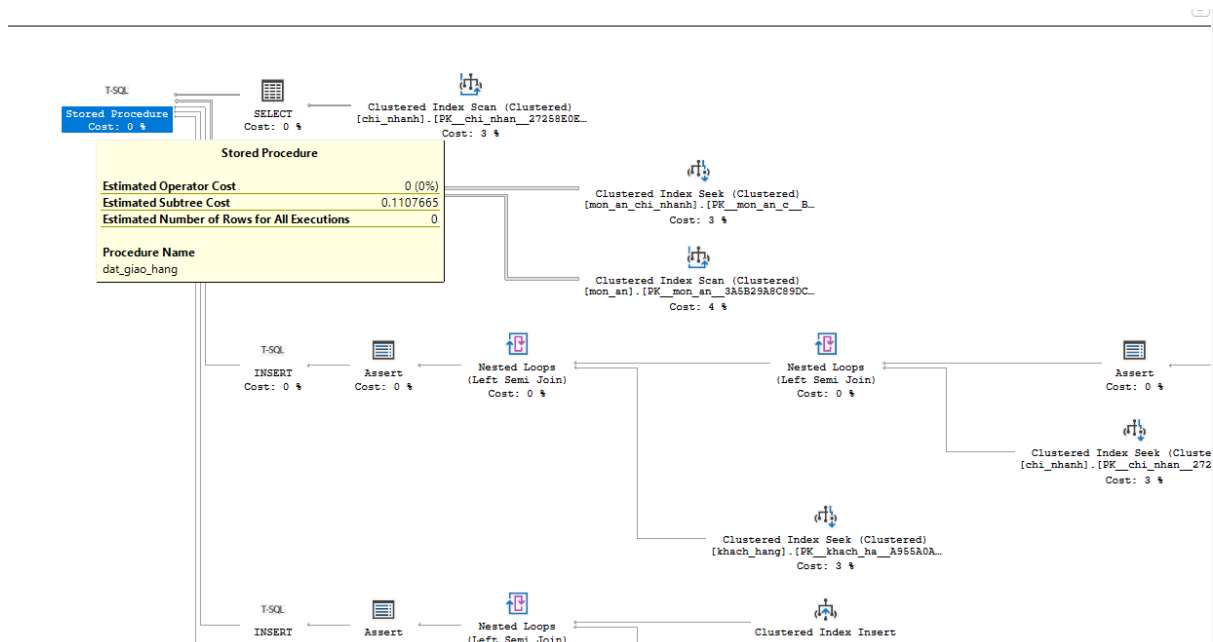 T-SQL
Stored Procedure
Cost: 0 %
SELECT
Cost: 0 %
Clustered Index Scan (Clustered)
[chi_nhanh].[PK__chi_nhan__27258E0E…
Cost: 3 %
Stored Procedure
Estimated Operator Cost 0 (0%)
Estimated Subtree Cost 0.1107665
Estimated Number of Rows for All Executions 0
Procedure Name
dat_giao_hang
Clustered Index Seek (Clustered)
[mon_an_chi_nhanh].[PK__mon_an_c__B…
Cost: 3 %
Clustered Index Scan (Clustered)
[mon_an].[PK__mon_an__3A5B29A8C89DC…
Cost: 4 %
T-SQL
INSERT
Cost: 0 %
Assert
Cost: 0 %
Nested Loops
(Left Semi Join)
Cost: 0 %
Nested Loops
(Left Semi Join)
Cost: 0 %
Assert
Cost: 0 %
Clustered Index Seek (Cluste
[chi_nhanh].[PK__chi_nhan__272
Cost: 3 %
Clustered Index Seek (Clustered)
[khach_hang].[PK__khach_ha__A955A0A…
Cost: 3 %
T-SQL
INSERT
Assert
Nested Loops
(Left Semi Join)
Clustered Index Insert